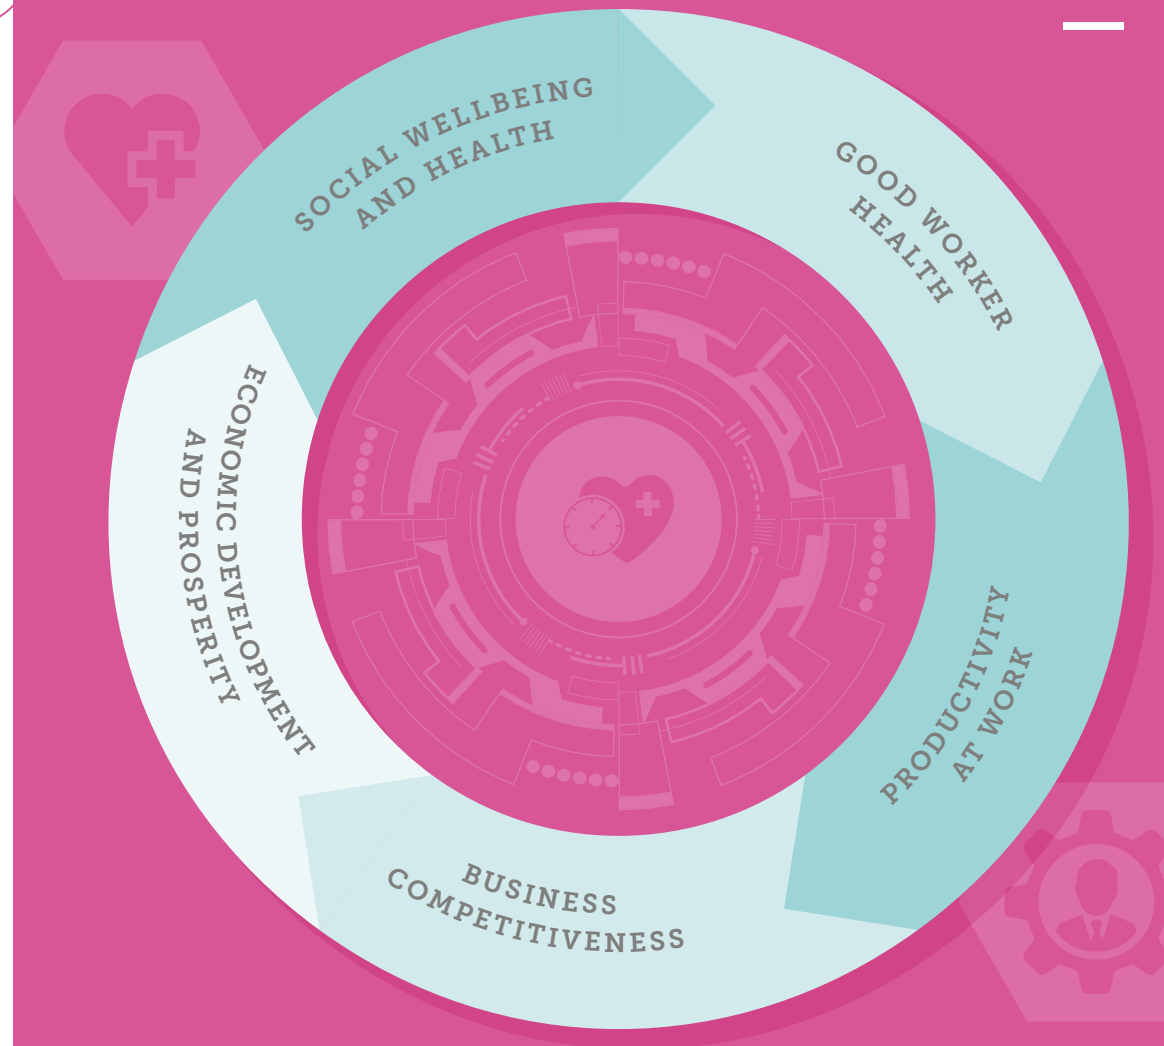 SOCIAL WELLBEING
AND HEALTH
GOOD WORKER
HEALTH
PRODUCTIVITY
AT WORK
BUSINESS
COMPETITIVENESS
ECONOMIC DEVELOPMENT
AND PROSPERITY